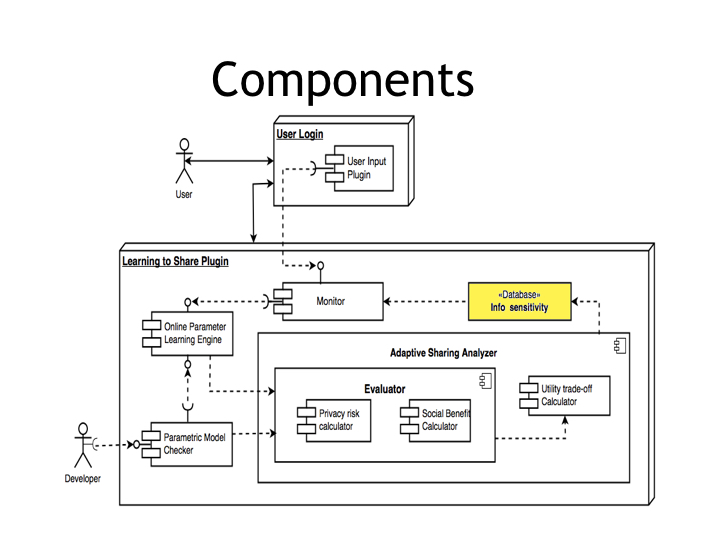 Components
User Login
User Input
Plugin
User
Learning to Share Plugin
Monitor
«Database»
Info sensitivity
Online Parameter
Learning Engine
Adaptive Sharing Analyzer
Evaluator
Utility trade-off
Calculator
Privacy risk
calculator
Social Benefit
Calculator
Parametric Model
Checker
Developer